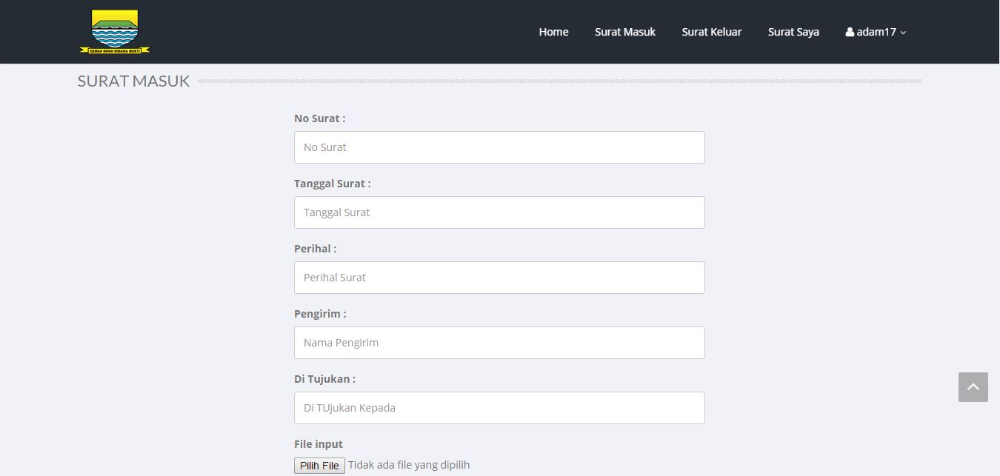 GEMAH RIPAH WIBAWA MUKTI
Home Surat Masuk Surat Keluar Surat Saya adam17
SURAT MASUK
No Surat :
No Surat
Tanggal Surat :
Tanggal Surat
Perihal :
Perihal Surat
Pengirim :
Nama Pengirim
Di Tujukan :
Di TUjukan Kepada
File input
Pilih File Tidak ada file yang dipilih